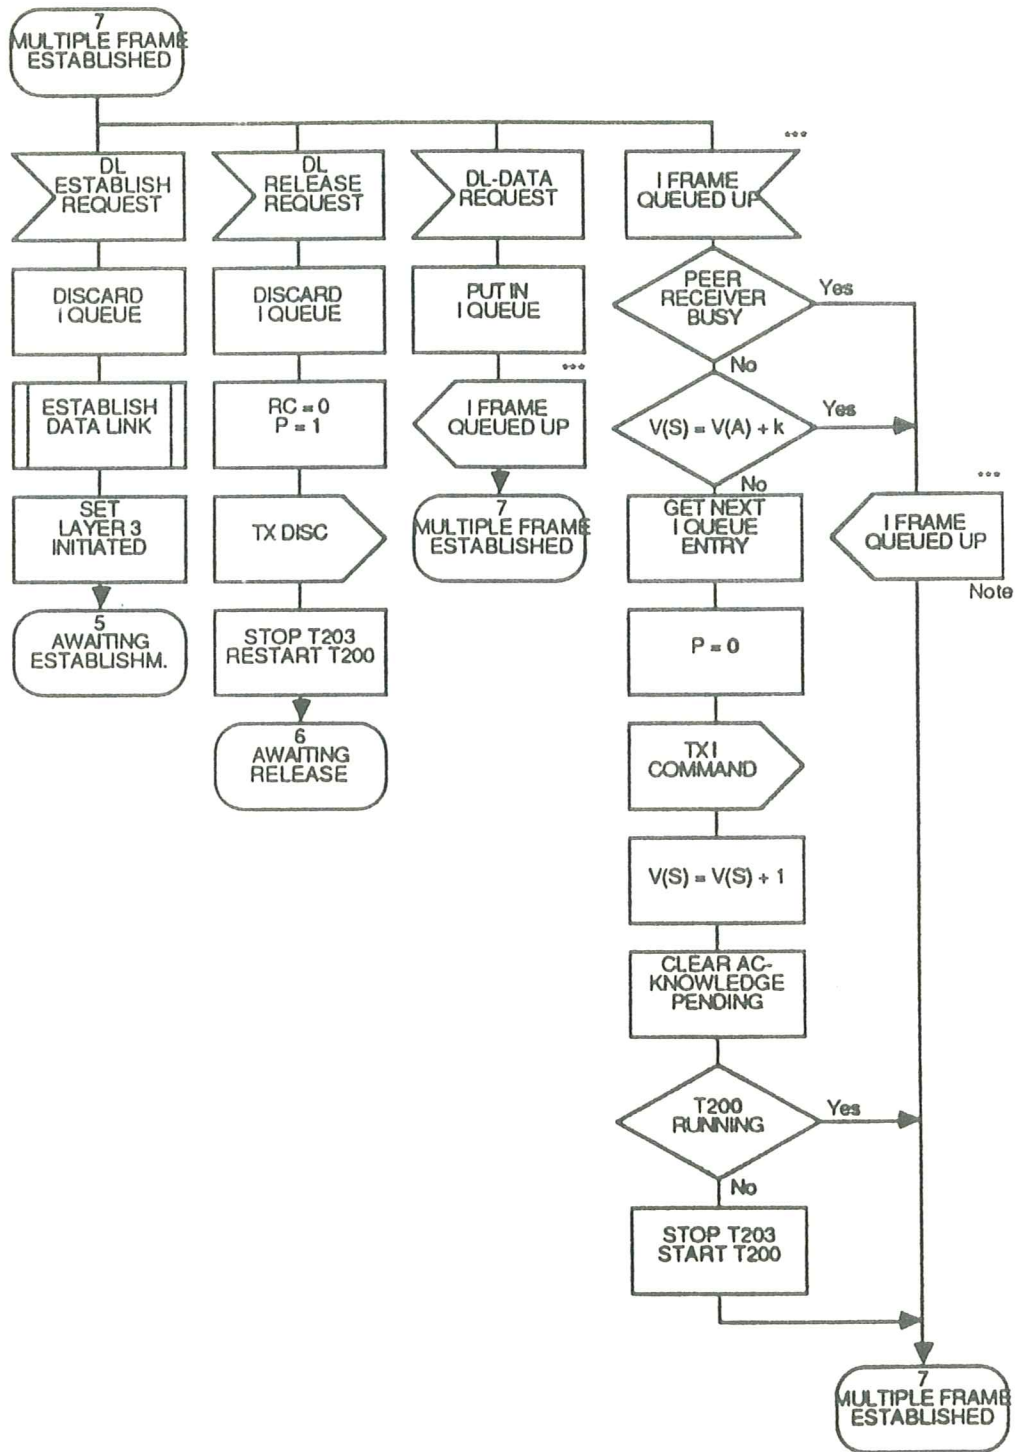 7
MULTIPLE FRAME
ESTABLISHED
DL
ESTABLISH
REQUEST
DISCARD
I QUEUE
ESTABLISH
DATA LINK
SET
LAYER 3
INITIATED
5
AWAITING
ESTABLISHM.
DL
RELEASE
REQUEST
DISCARD
I QUEUE
RC = 0
P = 1
TX DISC
STOP T203
RESTART T200
6
AWAITING
RELEASE
DL-DATA
REQUEST
PUT IN
I QUEUE
...
I FRAME
QUEUED UP
7
MULTIPLE FRAME
ESTABLISHED
...
I FRAME
QUEUED UP
PEER
RECEIVER
BUSY
Yes
No
V(S) = V(A) + k
Yes
No
GET NEXT
I QUEUE
ENTRY
P = 0
TX I
COMMAND
V(S) = V(S) + 1
CLEAR AC-
KNOWLEDGE
PENDING
T200
RUNNING
Yes
No
STOP T203
START T200
...
I FRAME
QUEUED UP
Note
7
MULTIPLE FRAME
ESTABLISHED